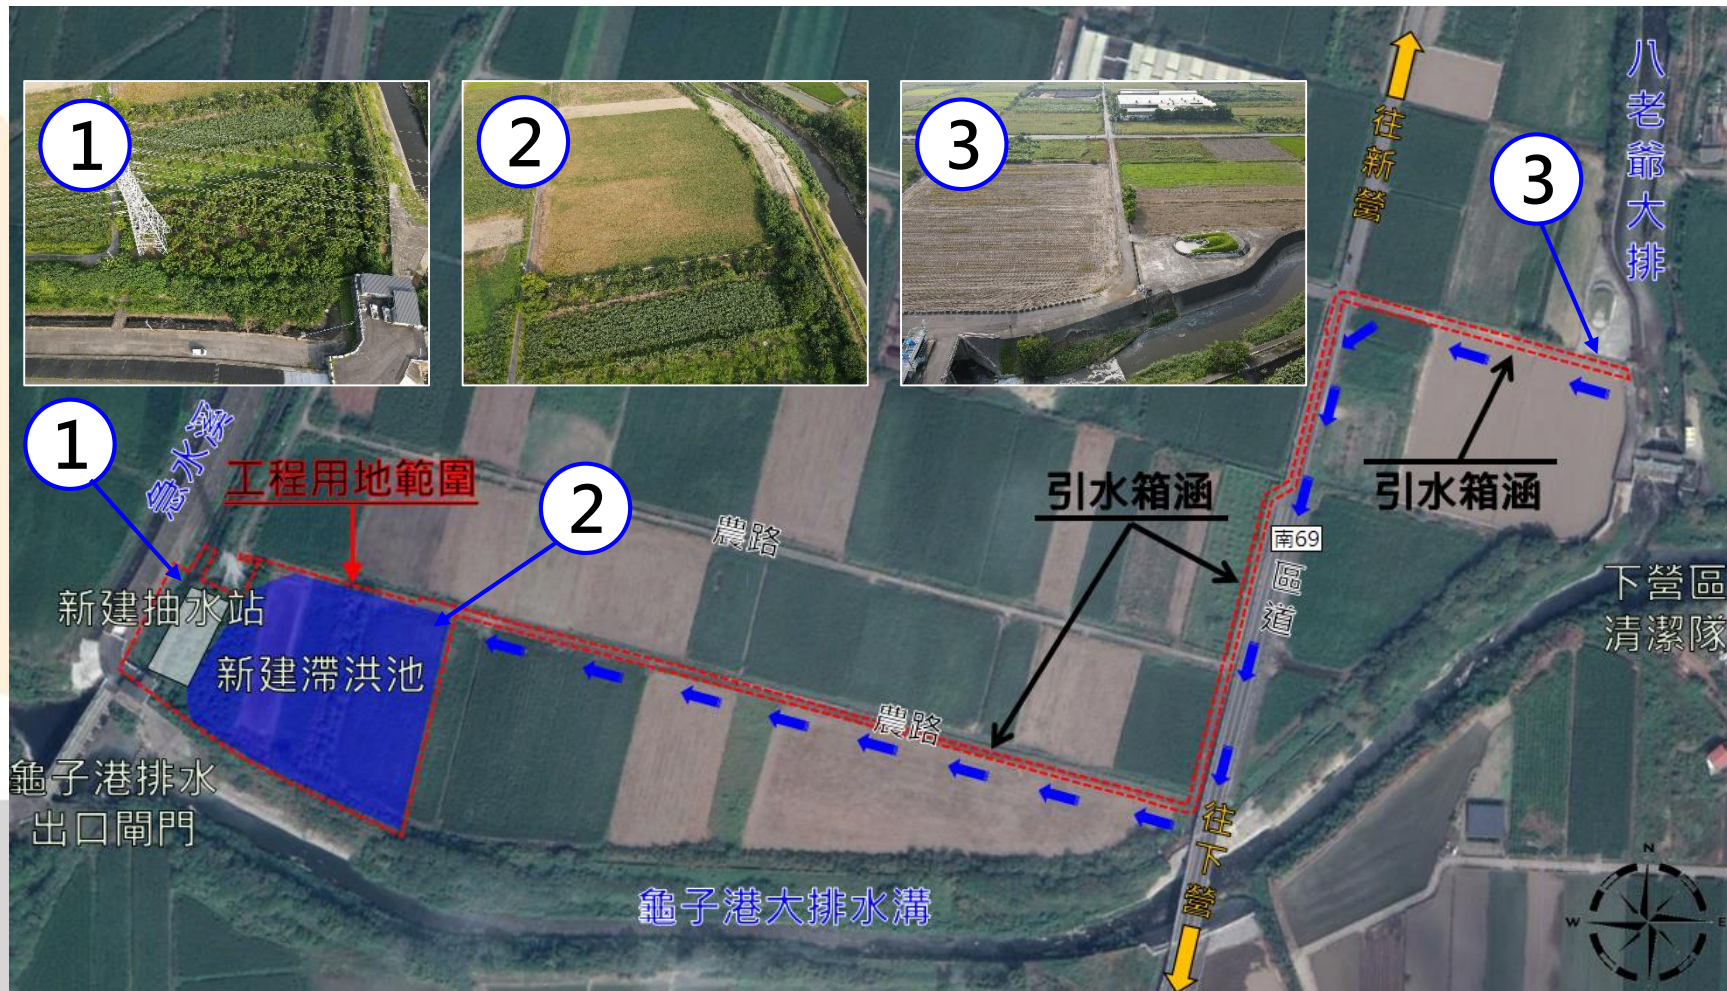 1
2
3
八老爺大排
往新營
3
1
急水溪
工程用地範圍
2
農路
引水箱涵
引水箱涵
南69
區道
新建抽水站
新建滯洪池
下營區
清潔隊
農路
龜子港排水
出口閘門
往下營
龜子港大排水溝
N
W
E
S